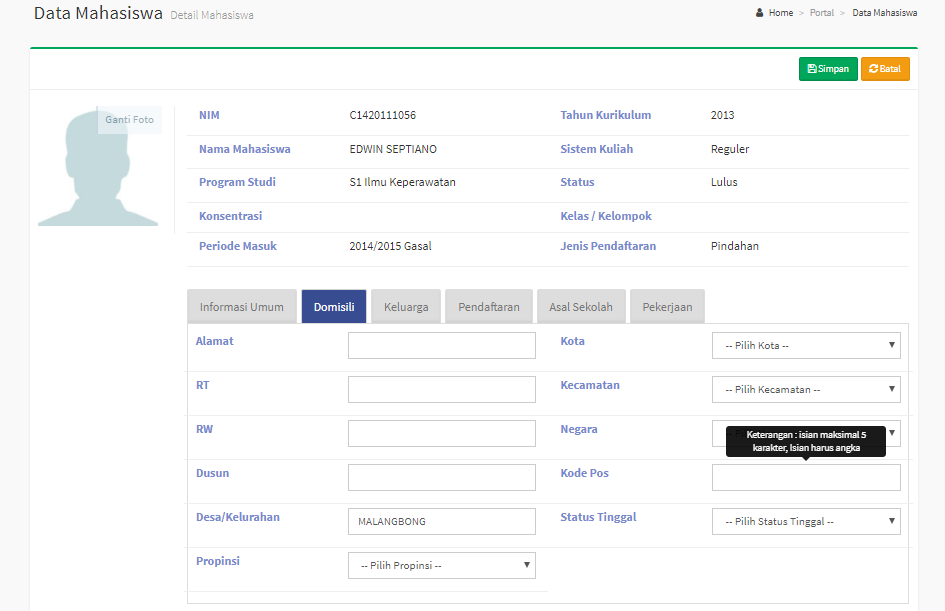 Data Mahasiswa Detail Mahasiswa
Home > Portal > Data Mahasiswa
Simpan Batal
Ganti Foto
NIM C1420111056 Tahun Kurikulum 2013
Nama Mahasiswa EDWIN SEPTIANO Sistem Kuliah Reguler
Program Studi S1 Ilmu Keperawatan Status Lulus
Konsentrasi Kelas / Kelompok
Periode Masuk 2014/2015 Gasal Jenis Pendaftaran Pindahan
Informasi Umum Domisili Keluarga Pendaftaran Asal Sekolah Pekerjaan
Alamat Kota -- Pilih Kota --
RT Kecamatan -- Pilih Kecamatan --
RW Negara
Keterangan : isian maksimal 5
karakter, Isian harus angka
Dusun Kode Pos
Desa/Kelurahan MALANGBONG Status Tinggal -- Pilih Status Tinggal --
Propinsi -- Pilih Propinsi --